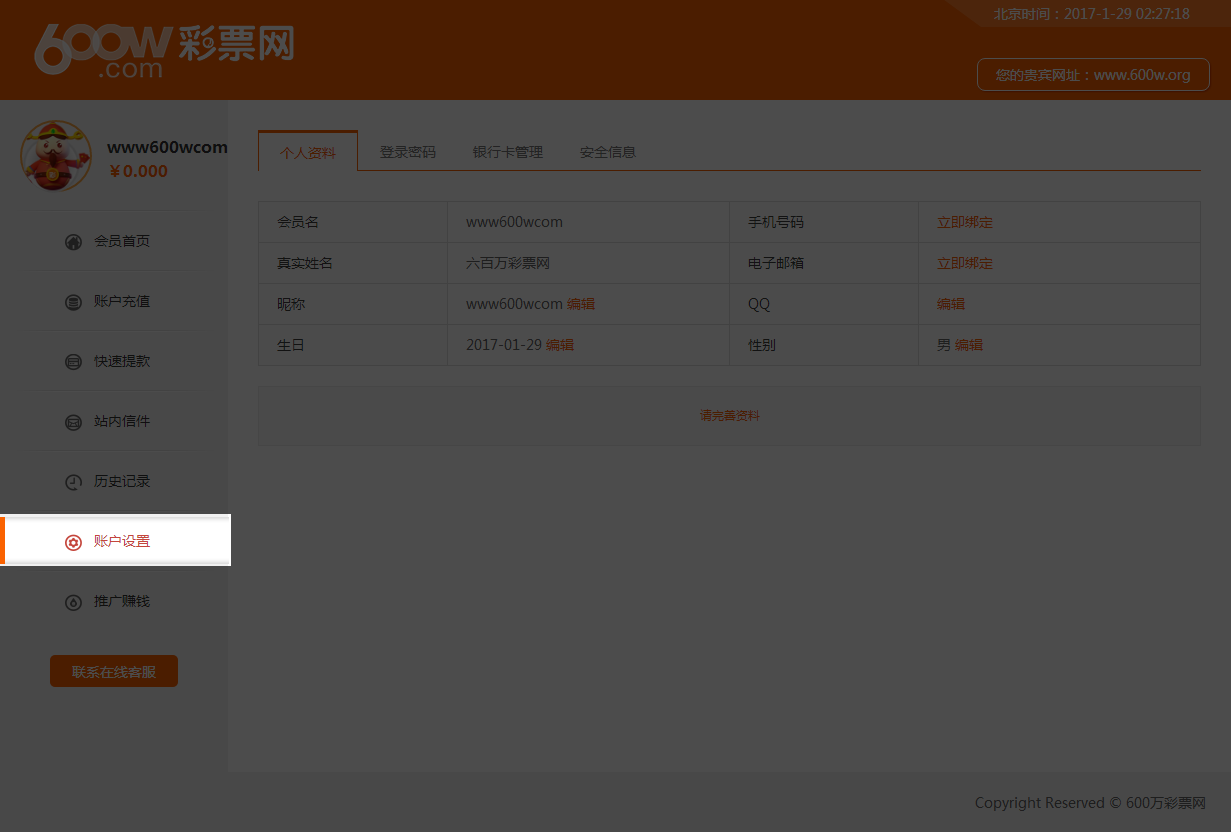 600w彩票网
.com
北京时间：2017-1-29 02:27:18
您的贵宾网址：www.600w.org
www600wcom
￥0.000
会员首页
账户充值
快速提款
站内信件
历史记录
账户设置
推广赚钱
联系在线客服
个人资料 登录密码 银行卡管理 安全信息
会员名 www600wcom 手机号码 立即绑定
真实姓名 六百万彩票网 电子邮箱 立即绑定
昵称 www600wcom 编辑 QQ 编辑
生日 2017-01-29 编辑 性别 男 编辑
请完善资料
Copyright Reserved © 600万彩票网